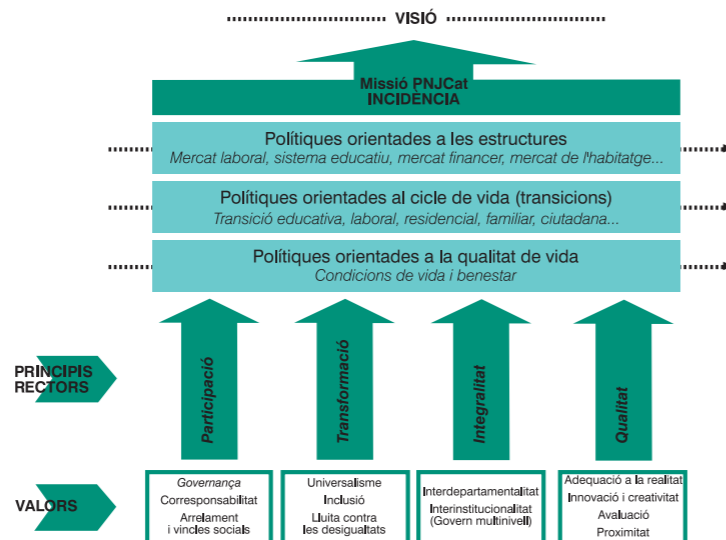 VISIÓ
Missió PNJCat
INCIDÈNCIA
Polítiques orientades a les estructures
Mercat laboral, sistema educatiu, mercat financer, mercat de l'habitatge...
Polítiques orientades al cicle de vida (transicions)
Transició educativa, laboral, residencial, familiar, ciutadana...
Polítiques orientades a la qualitat de vida
Condicions de vida i benestar
PRINCIPIS
RECTORS
Participació
Transformació
Integralitat
Qualitat
VALORS
Governança
Corresponsabilitat
Arrelament
i vincles socials
Universalisme
Inclusió
Lluita contra
les desigualtats
Interdepartamentalitat
Interinstitucionalitat
(Govern multinivell)
Adequació a la realitat
Innovació i creativitat
Avaluació
Proximitat